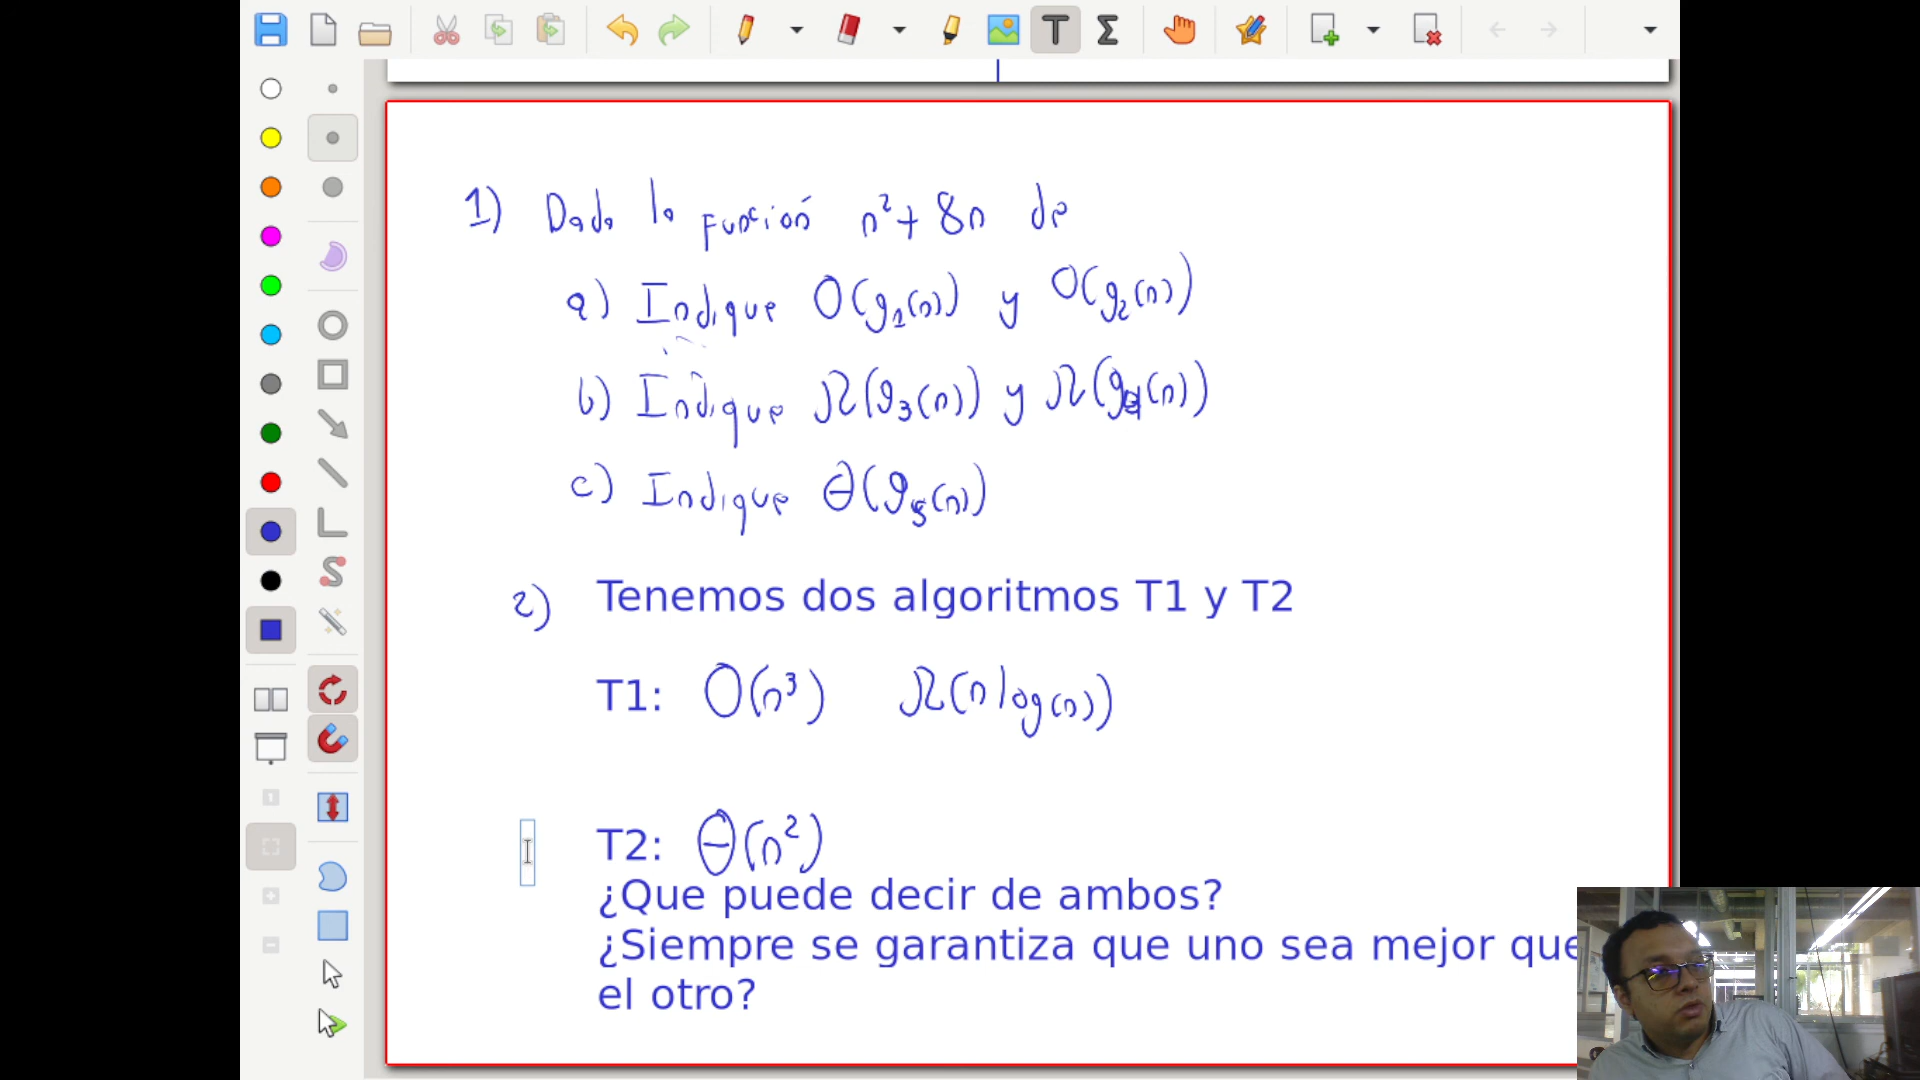 1) Dada la función n² + 8n de
a) Indique O(g₁(n)) y O(g₂(n))
b) Indique Ω(g₃(n)) y Ω(g₄(n))
c) Indique Θ(g₅(n))
2) Tenemos dos algoritmos T1 y T2
T1: O(n³) Ω(n log(n))
T2: Θ(n²)
¿Que puede decir de ambos?
¿Siempre se garantiza que uno sea mejor que
el otro?